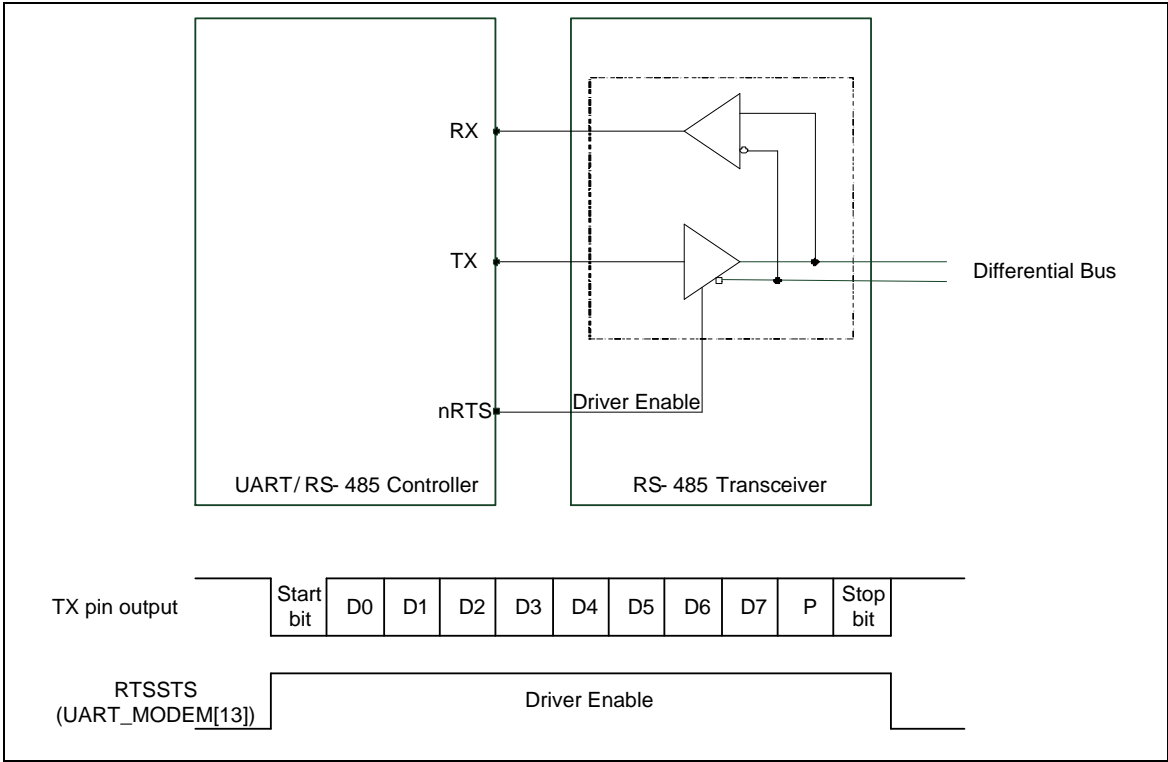 RX
TX
Differential Bus
nRTS
Driver Enable
UART/RS-485 Controller
RS-485 Transceiver
TX pin output
Start
bit
D0
D1
D2
D3
D4
D5
D6
D7
P
Stop
bit
RTSSTS
(UART_MODEM[13])
Driver Enable